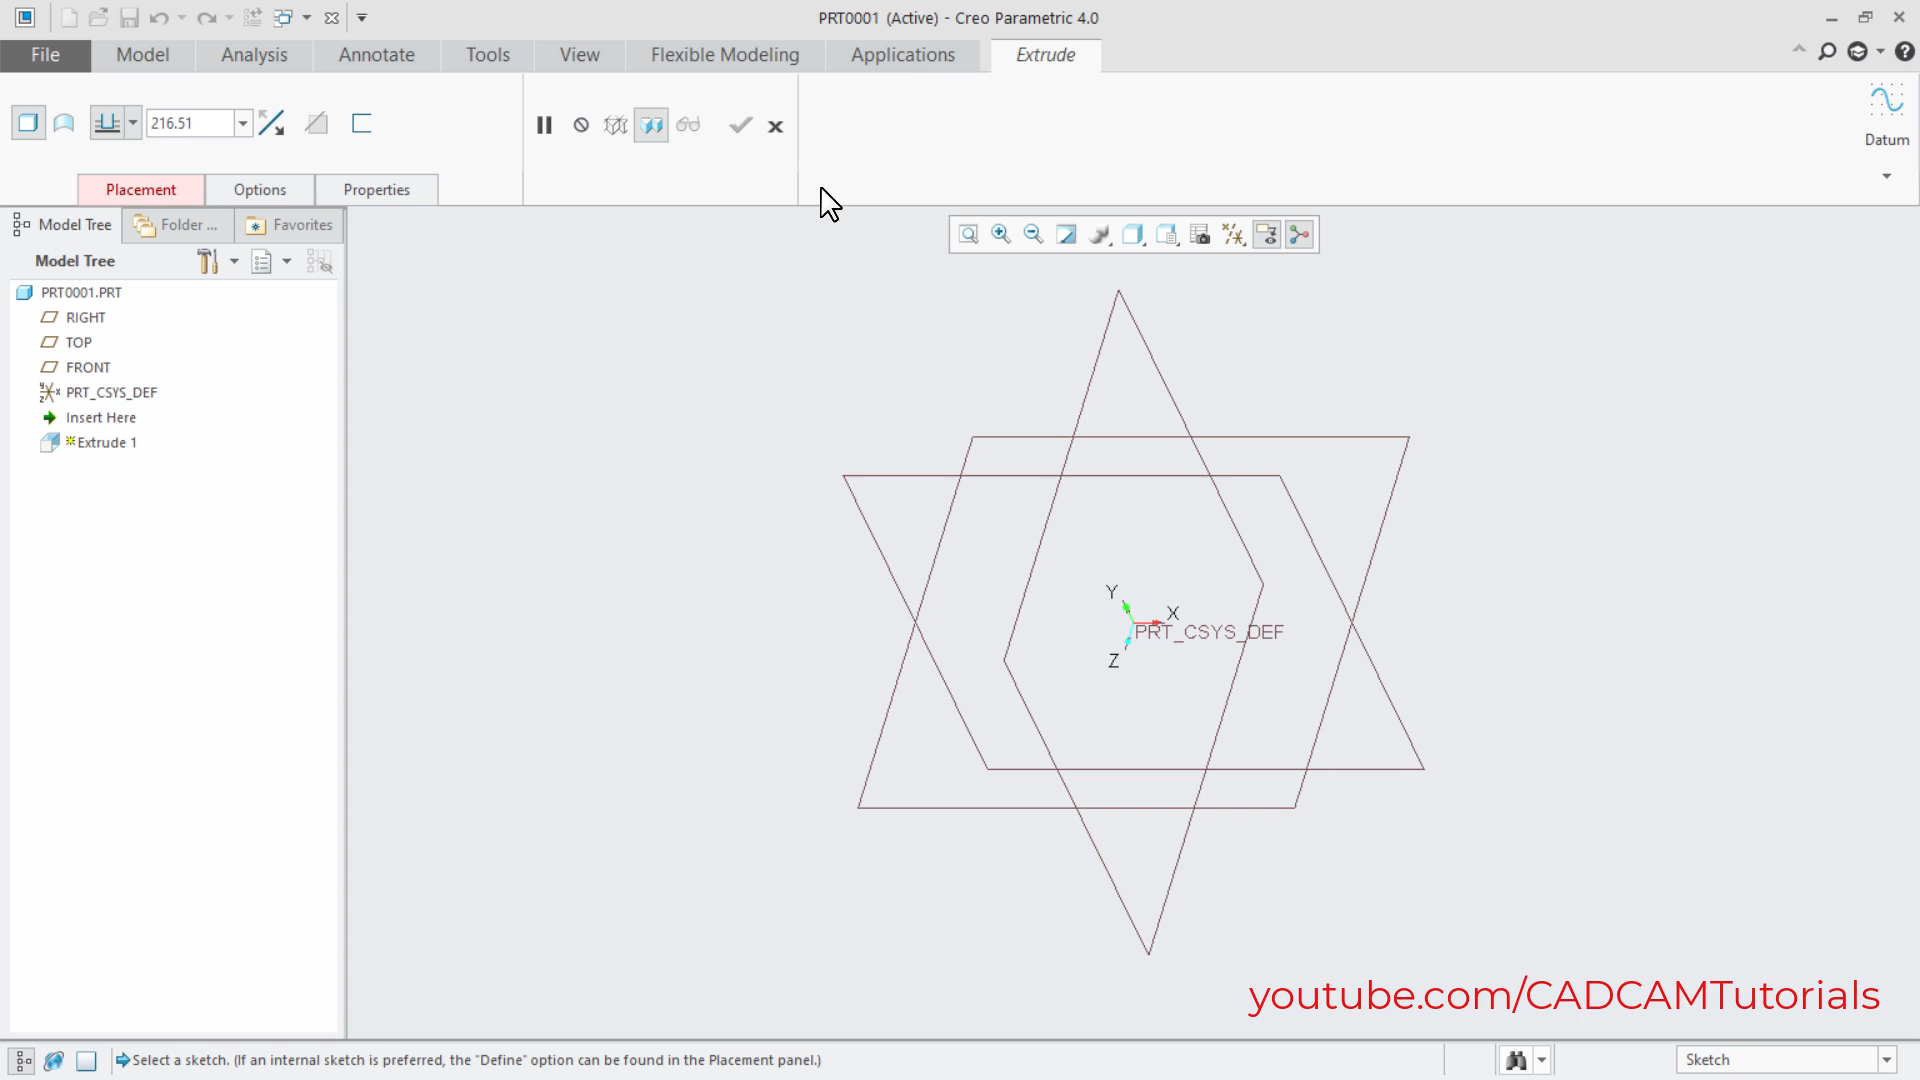 PRT0001 (Active) - Creo Parametric 4.0
File Model Analysis Annotate Tools View Flexible Modeling Applications Extrude
216.51
Datum
Placement Options Properties
Model Tree Folder ... Favorites
Model Tree
PRT0001.PRT
RIGHT
TOP
FRONT
PRT_CSYS_DEF
Insert Here
Extrude 1
Y
X
PRT_CSYS_DEF
Z
youtube.com/CADCAMTutorials
Select a sketch. (If an internal sketch is preferred, the "Define" option can be found in the Placement panel.)
Sketch